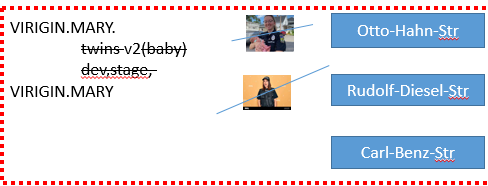 VIRIGIN.MARY.
twins v2(baby)
dev,stage,
VIRIGIN.MARY
Otto-Hahn-Str
Rudolf-Diesel-Str
Carl-Benz-Str